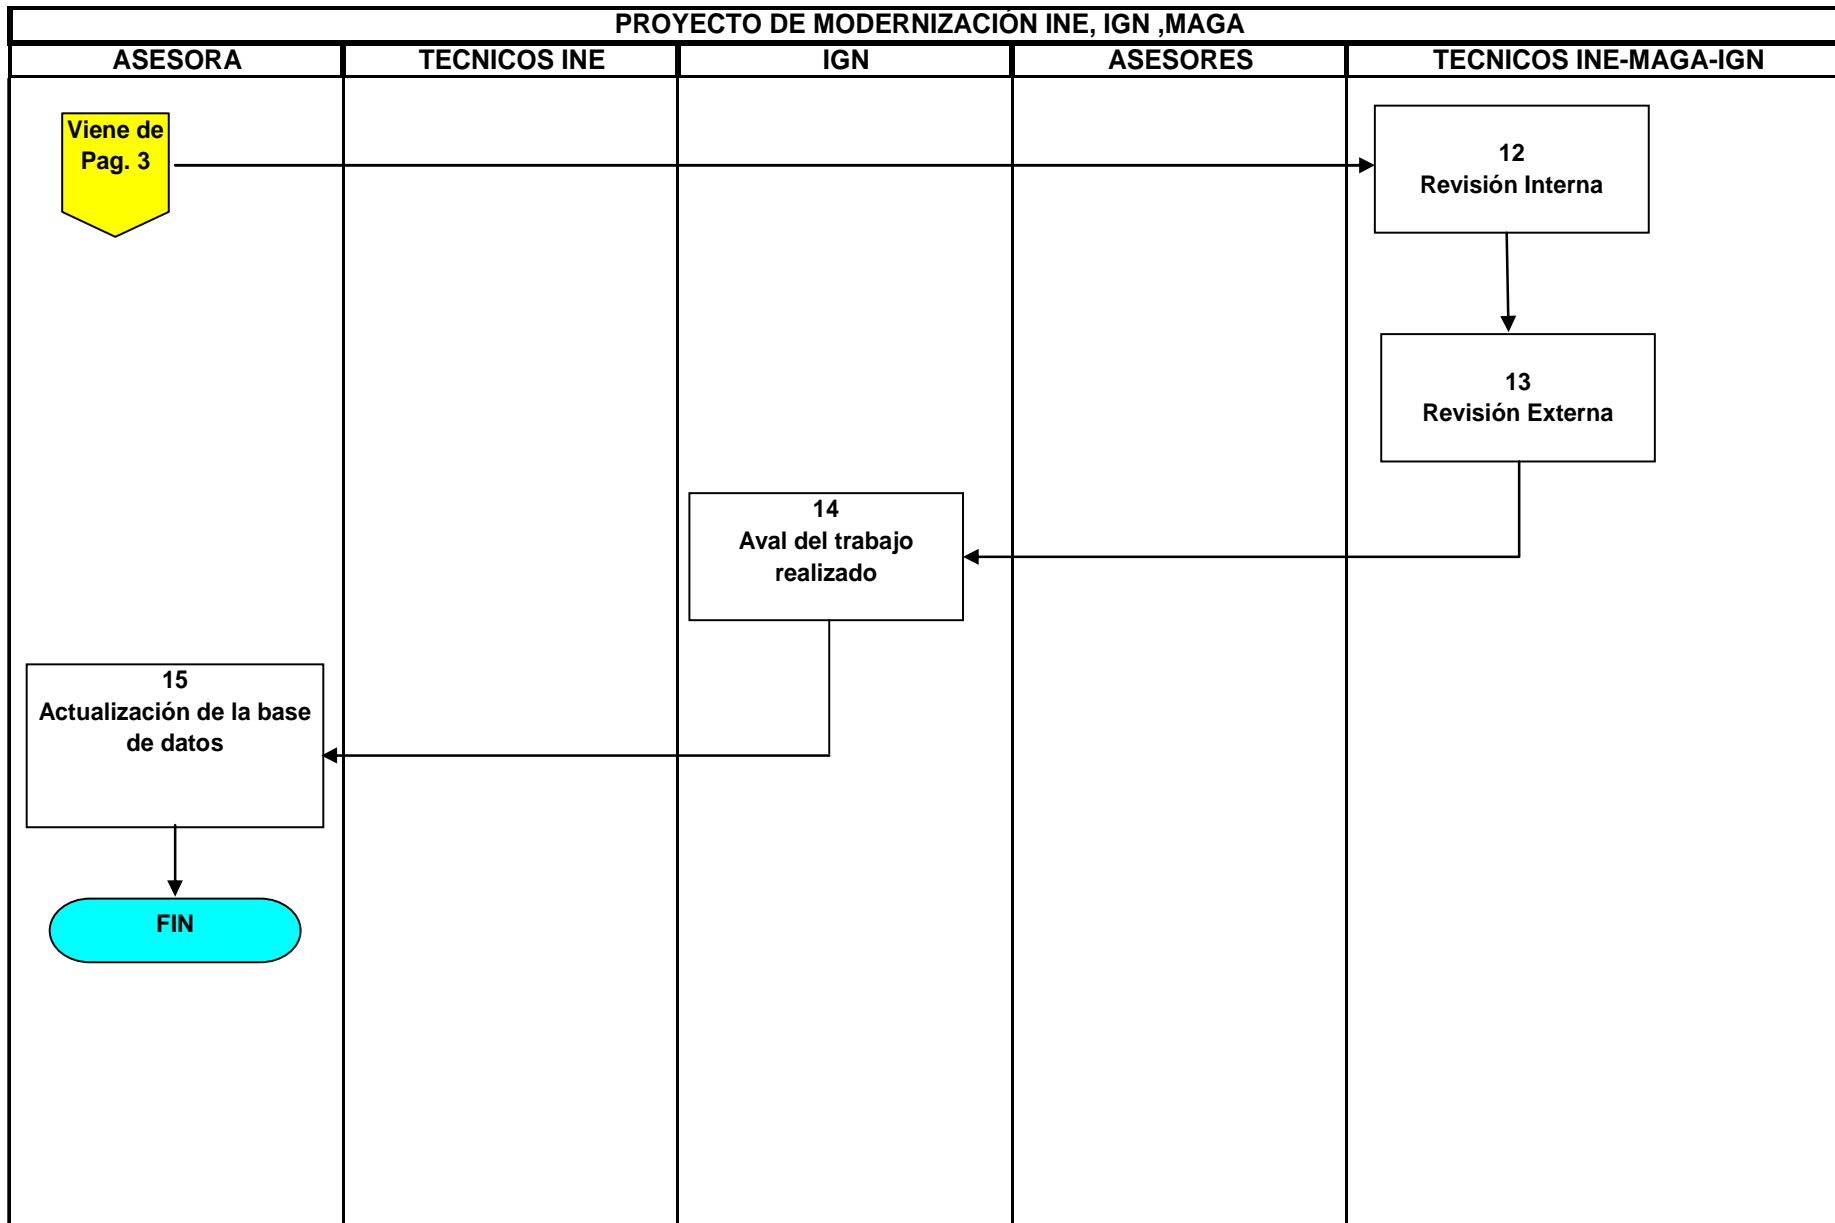 PROYECTO DE MODERNIZACIÓN INE, IGN ,MAGA
ASESORA
TECNICOS INE
IGN
ASESORES
TECNICOS INE-MAGA-IGN
Viene de
Pag. 3
12
Revisión Interna
13
Revisión Externa
14
Aval del trabajo
realizado
15
Actualización de la base
de datos
FIN